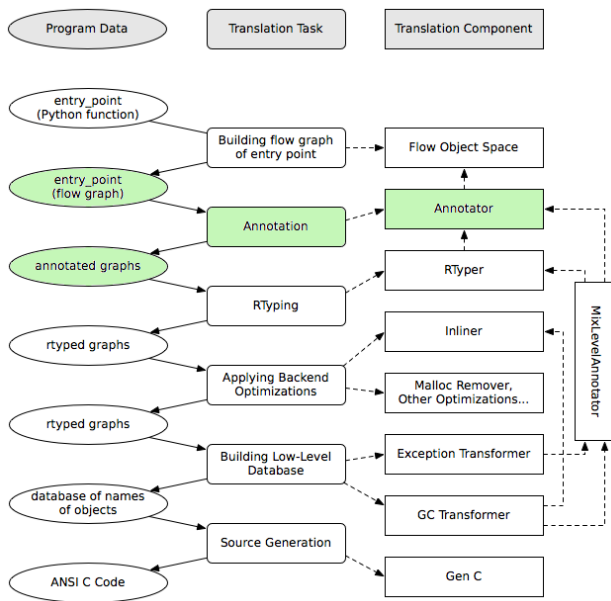 Program Data
Translation Task
Translation Component
entry_point
(Python function)
Building flow graph
of entry point
Flow Object Space
entry_point
(flow graph)
Annotation
Annotator
annotated graphs
RTyping
RTyper
rtyped graphs
Inliner
Applying Backend
Optimizations
Malloc Remover,
Other Optimizations...
MixLevelAnnotator
rtyped graphs
Building Low-Level
Database
Exception Transformer
database of names
of objects
GC Transformer
Source Generation
ANSI C Code
Gen C